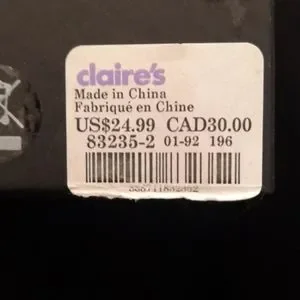 claire's
Made in China
Fabriqué en Chine
US$24.99 CAD30.00
83235-2 01-92 196